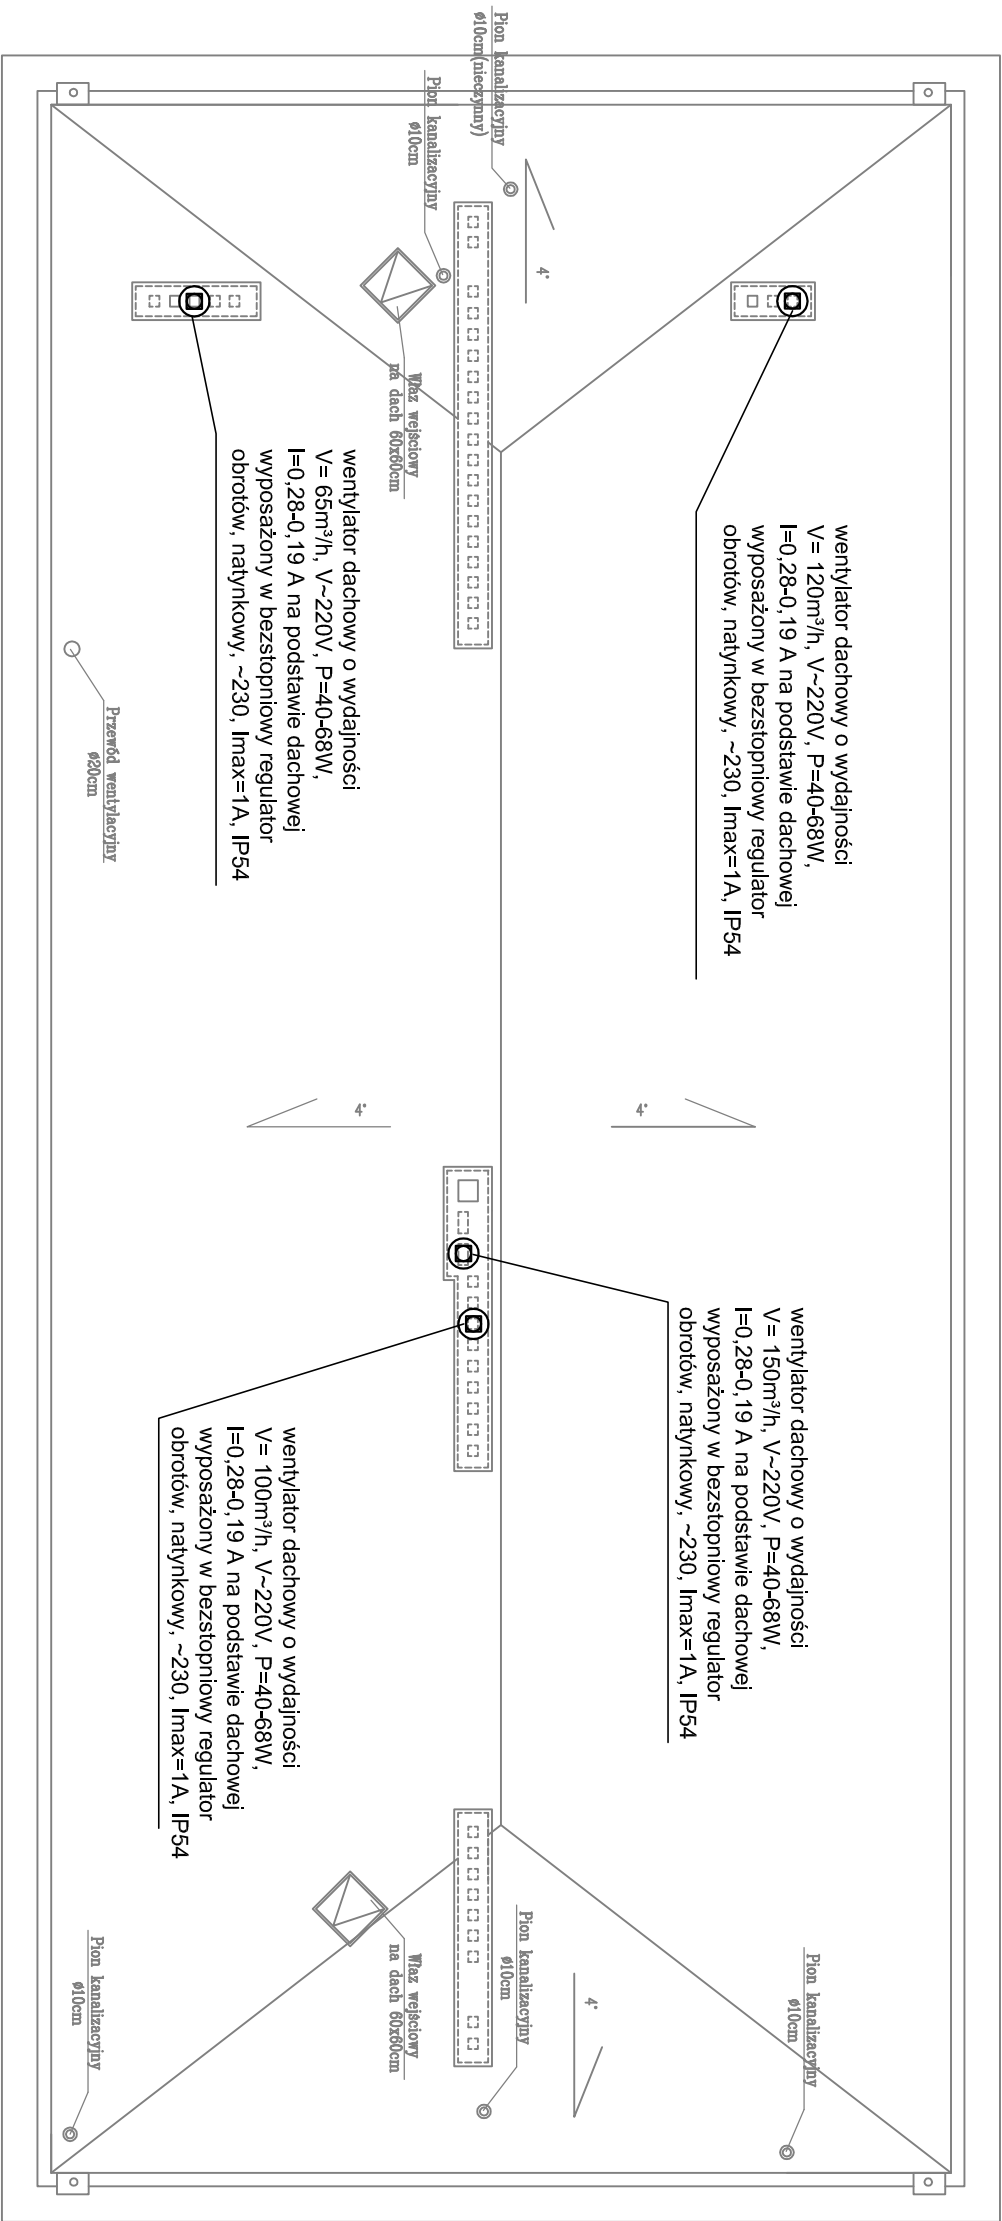 Pion kanalizacyjny
ø10cm(nieczynny)
Pion kanalizacyjny
ø10cm
4°
Właz wejściowy
na dach 60x60cm
wentylator dachowy o wydajności
V= 120m³/h, V~220V, P=40-68W,
I=0,28-0,19 A na podstawie dachowej
wyposażony w bezstopniowy regulator
obrotów, natynkowy, ~230, Imax=1A, IP54
wentylator dachowy o wydajności
V= 65m³/h, V~220V, P=40-68W,
I=0,28-0,19 A na podstawie dachowej
wyposażony w bezstopniowy regulator
obrotów, natynkowy, ~230, Imax=1A, IP54
Przewód wentylacyjny
ø20cm
4°
4°
wentylator dachowy o wydajności
V= 150m³/h, V~220V, P=40-68W,
I=0,28-0,19 A na podstawie dachowej
wyposażony w bezstopniowy regulator
obrotów, natynkowy, ~230, Imax=1A, IP54
wentylator dachowy o wydajności
V= 100m³/h, V~220V, P=40-68W,
I=0,28-0,19 A na podstawie dachowej
wyposażony w bezstopniowy regulator
obrotów, natynkowy, ~230, Imax=1A, IP54
Pion kanalizacyjny
ø10cm
4°
Pion kanalizacyjny
ø10cm
Właz wejściowy
na dach 60x60cm
Pion kanalizacyjny
ø10cm